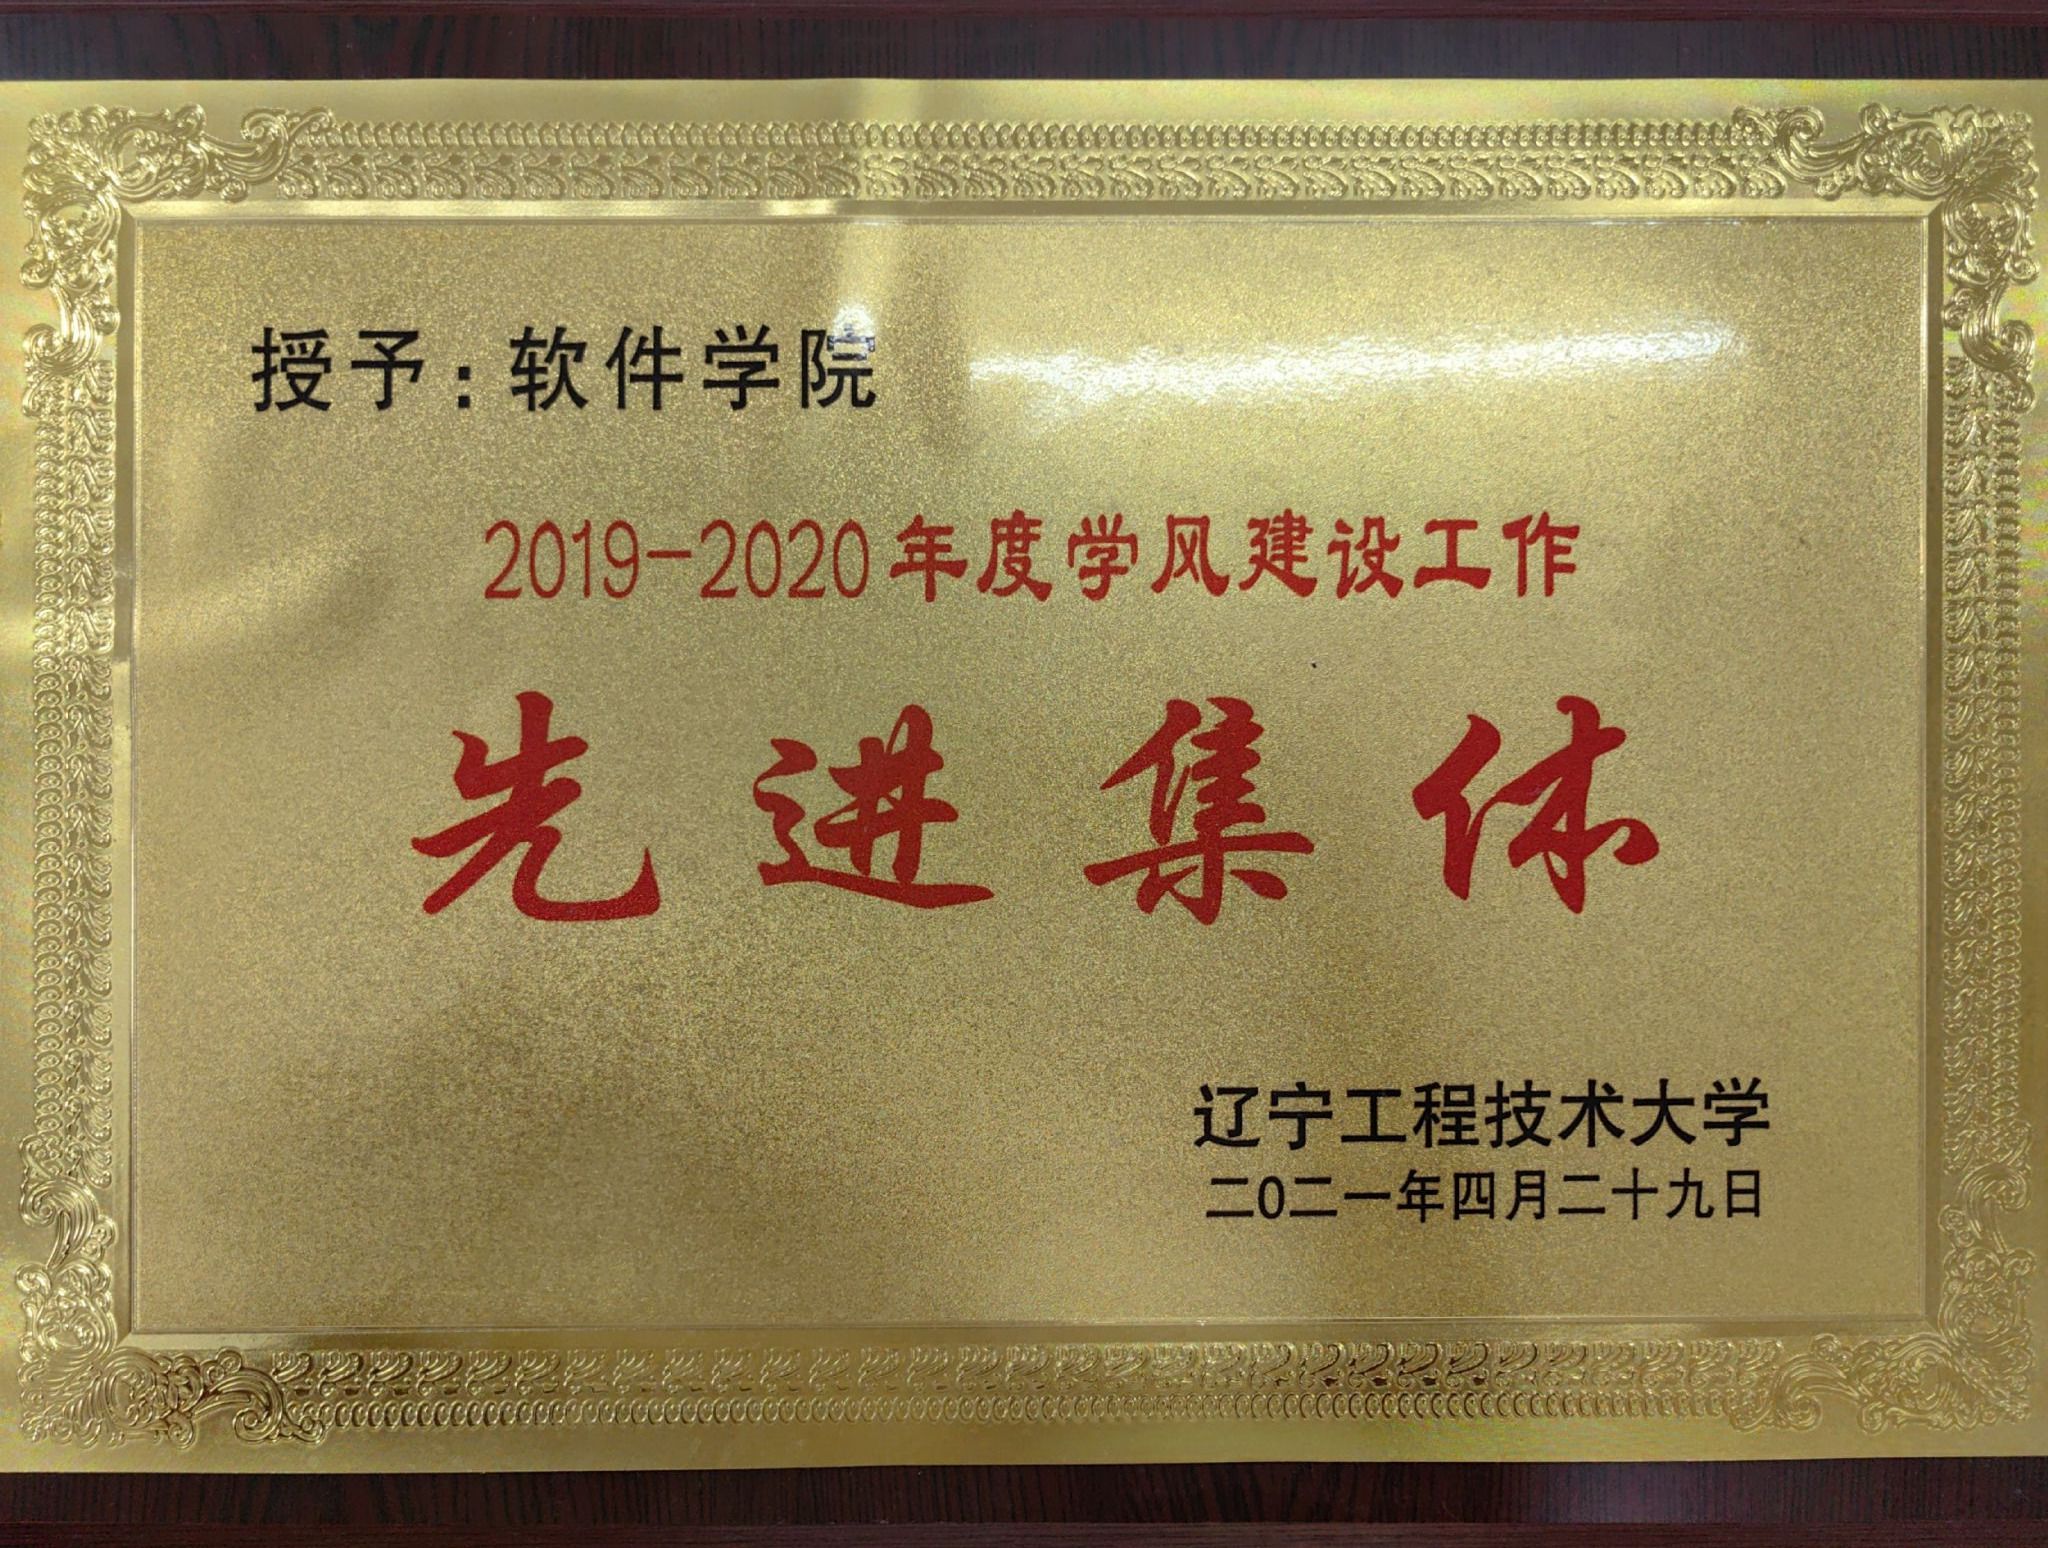 授予：软件学院
2019-2020年度学风建设工作
先进集体
辽宁工程技术大学
二〇二一年四月二十九日